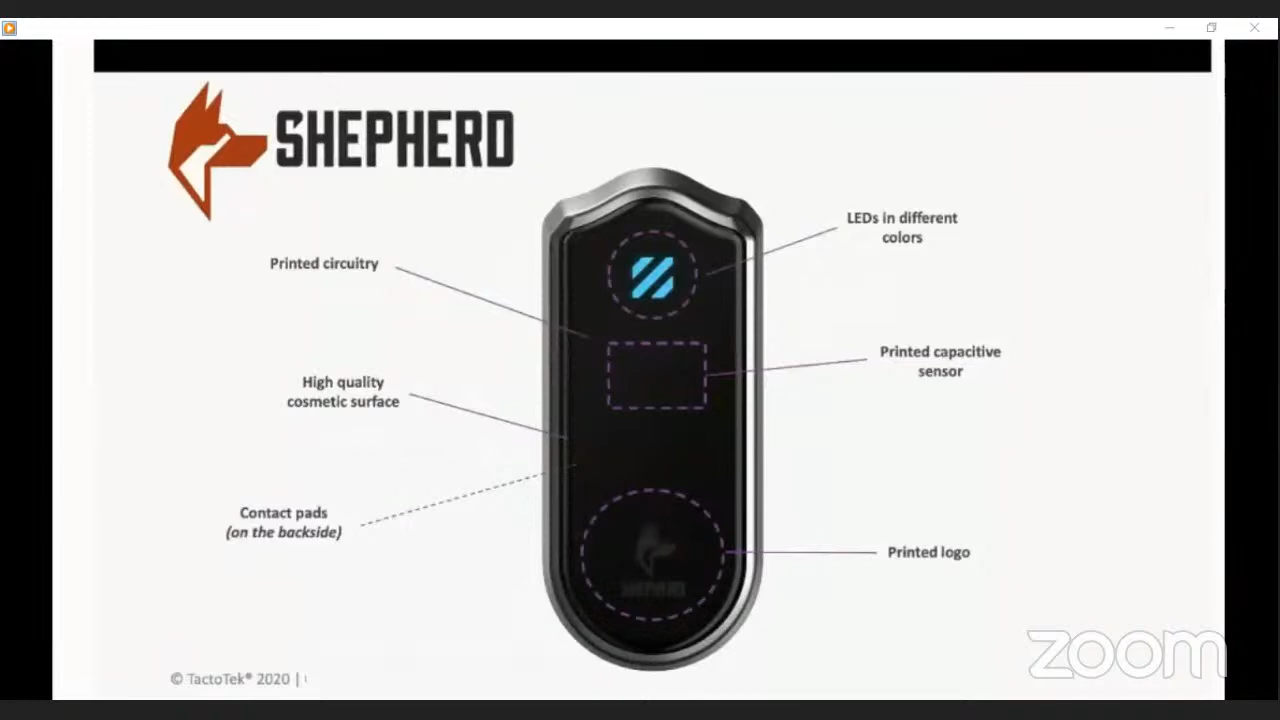 SHEPHERD
LEDs in different
colors
Printed circuitry
Printed capacitive
sensor
High quality
cosmetic surface
Contact pads
(on the backside)
SHEPHERD
Printed logo
zoom
© TactoTek® 2020 |